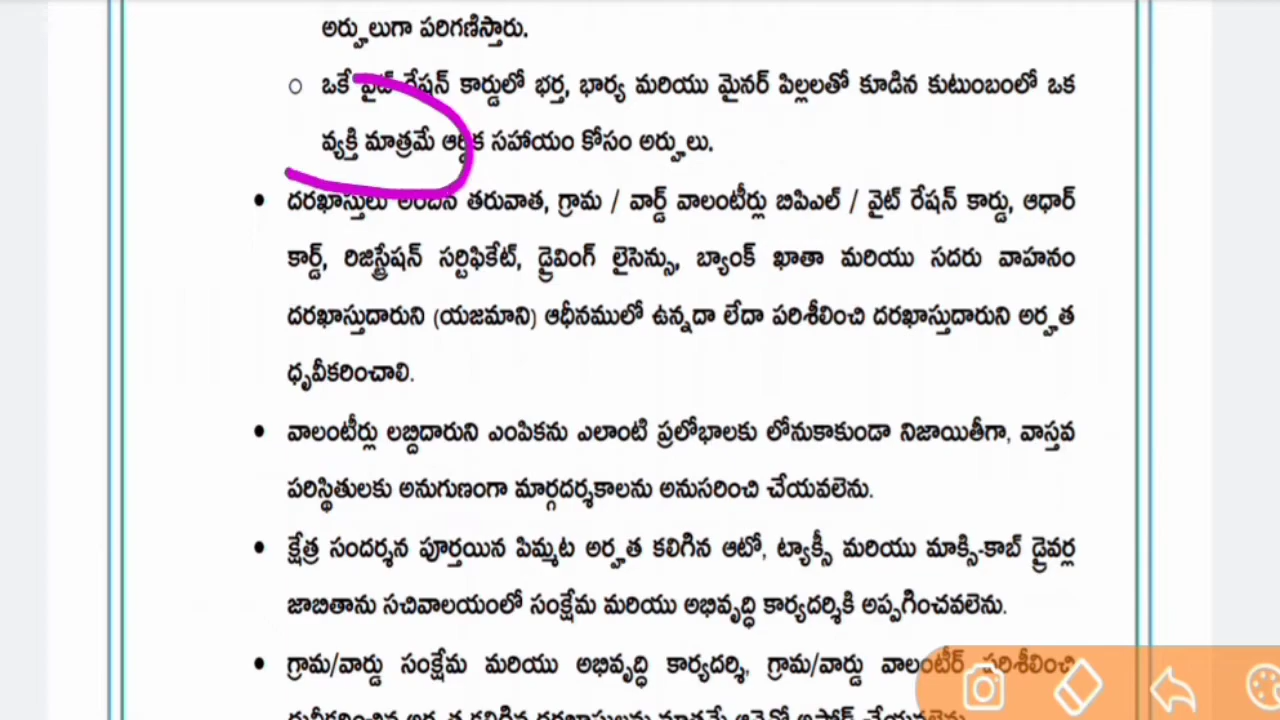 అర్హులుగా పరిగణిస్తారు.
ఒకే వైట్ రేషన్ కార్డులో భర్త, భార్య మరియు మైనర్ పిల్లలతో కూడిన కుటుంబంలో ఒక
వ్యక్తి మాత్రమే ఆర్థిక సహాయం కోసం అర్హులు.
దరఖాస్తులు అందిన తరువాత, గ్రామ / వార్డ్ వాలంటీర్లు బిపిఎల్ / వైట్ రేషన్ కార్డు, ఆధార్
కార్డ్, రిజిస్ట్రేషన్ సర్టిఫికేట్, డ్రైవింగ్ లైసెన్సు, బ్యాంక్ ఖాతా మరియు సదరు వాహనం
దరఖాస్తుదారుని (యజమాని) ఆధీనములో ఉన్నదా లేదా పరిశీలించి దరఖాస్తుదారుని అర్హత
ధృవీకరించాలి.
వాలంటీర్లు లబ్దిదారుని ఎంపికను ఎలాంటి ప్రలోభాలకు లోనుకాకుండా నిజాయితీగా, వాస్తవ
పరిస్థితులకు అనుగుణంగా మార్గదర్శకాలను అనుసరించి చేయవలెను.
క్షేత్ర సందర్శన పూర్తయిన పిమ్మట అర్హత కలిగిన ఆటో, ట్యాక్సీ మరియు మాక్సి-కాబ్ డ్రైవర్ల
జాబితాను సచివాలయంలో సంక్షేమ మరియు అభివృద్ధి కార్యదర్శికి అప్పగించవలెను.
గ్రామ/వార్డు సంక్షేమ మరియు అభివృద్ధి కార్యదర్శి, గ్రామ/వార్డు వాలంటీర్ పరిశీలించి